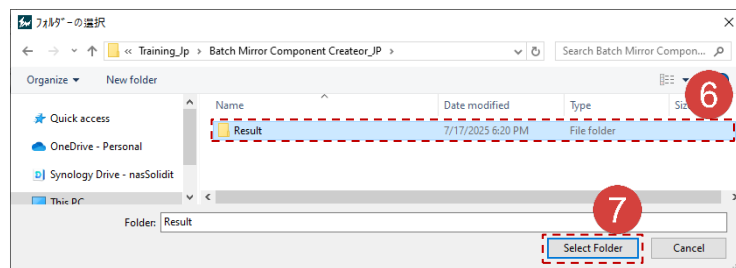 フォルダーの選択
« Training_Jp > Batch Mirror Component Createor_JP >
Search Batch Mirror Compon...
Organize
New folder
Name
Date modified
Type
6
Quick access
Result
7/17/2025 6:20 PM
File folder
OneDrive - Personal
Synology Drive - nasSolidit
This PC
7
Folder: Result
Select Folder
Cancel